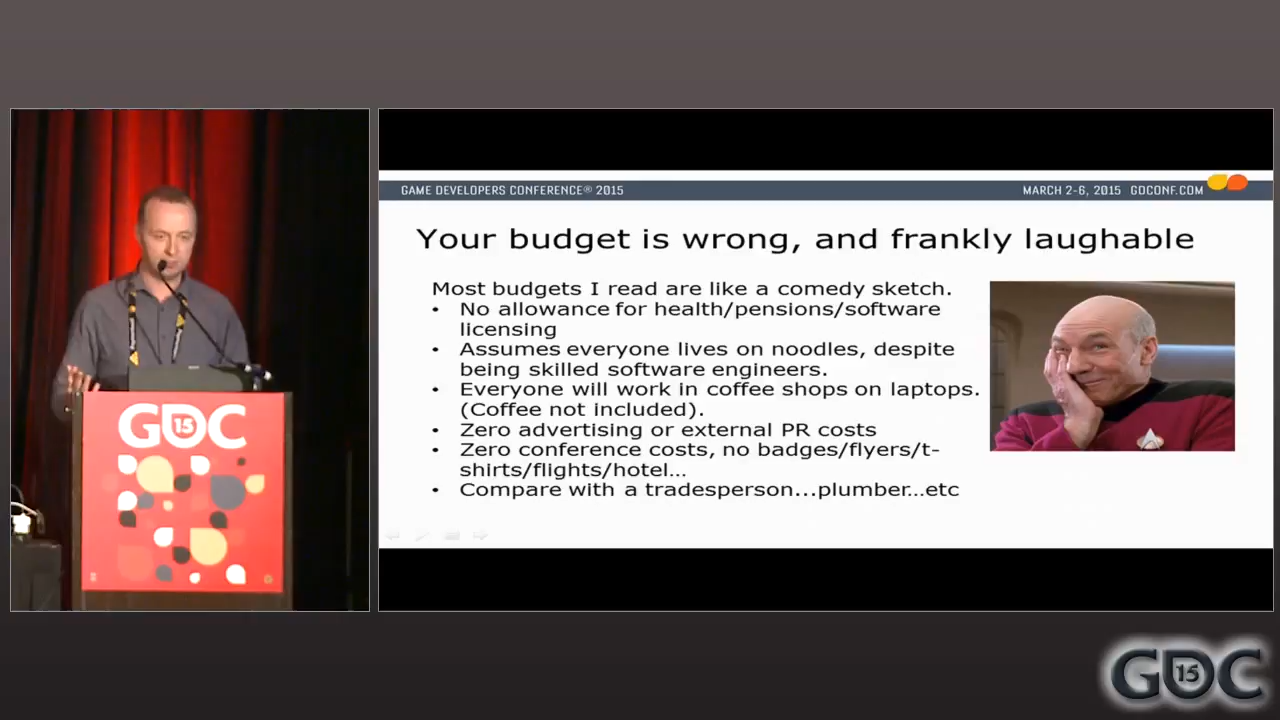 GAME DEVELOPERS CONFERENCE® 2015
MARCH 2-6, 2015 GDCONF.COM
Your budget is wrong, and frankly laughable
Most budgets I read are like a comedy sketch.
• No allowance for health/pensions/software
licensing
• Assumes everyone lives on noodles, despite
being skilled software engineers.
• Everyone will work in coffee shops on laptops.
(Coffee not included).
• Zero advertising or external PR costs
• Zero conference costs, no badges/flyers/t-
shirts/flights/hotel...
• Compare with a tradesperson...plumber...etc
GDC
15
GDC
15